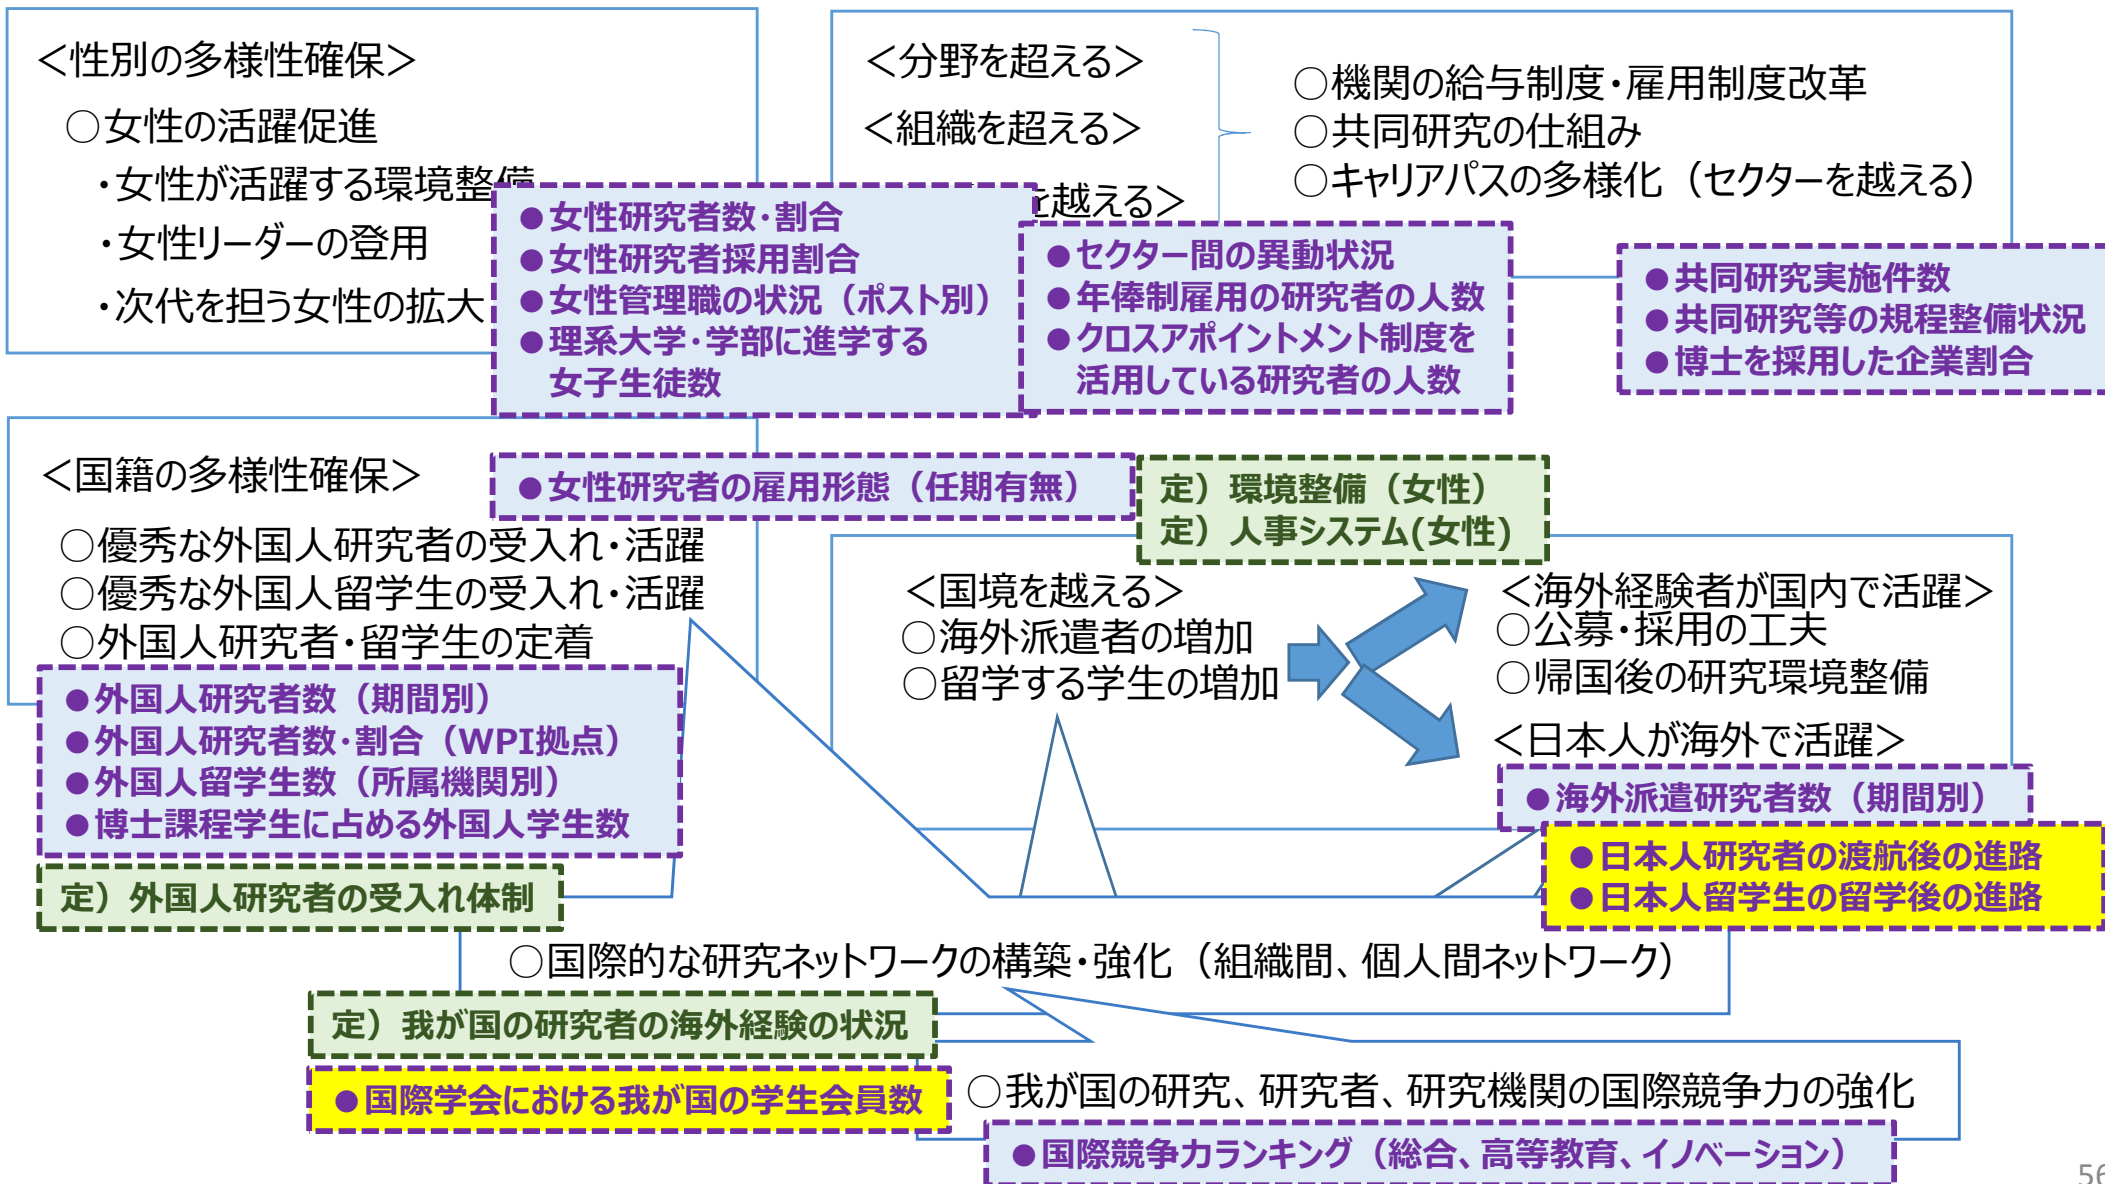 ＜性別の多様性確保＞
○女性の活躍促進
・女性が活躍する環境整備
・女性リーダーの登用
・次代を担う女性の拡大
●女性研究者数･割合
●女性研究者採用割合
●女性管理職の状況（ポスト別）
●理系大学･学部に進学する
女子生徒数
＜分野を超える＞
＜組織を超える＞
を越える＞
○機関の給与制度・雇用制度改革
○共同研究の仕組み
○キャリアパスの多様化（セクターを越える）
●セクター間の異動状況
●年俸制雇用の研究者の人数
●クロスアポイントメント制度を
活用している研究者の人数
●共同研究実施件数
●共同研究等の規程整備状況
●博士を採用した企業割合
＜国籍の多様性確保＞
●女性研究者の雇用形態（任期有無）
定）環境整備（女性）
定）人事システム(女性)
○優秀な外国人研究者の受入れ・活躍
○優秀な外国人留学生の受入れ・活躍
○外国人研究者・留学生の定着
●外国人研究者数（期間別）
●外国人研究者数･割合（WPI拠点）
●外国人留学生数（所属機関別）
●博士課程学生に占める外国人学生数
定）外国人研究者の受入れ体制
＜国境を越える＞
○海外派遣者の増加
○留学する学生の増加
＜海外経験者が国内で活躍＞
○公募・採用の工夫
○帰国後の研究環境整備
＜日本人が海外で活躍＞
●海外派遣研究者数（期間別）
●日本人研究者の渡航後の進路
●日本人留学生の留学後の進路
○国際的な研究ネットワークの構築・強化（組織間、個人間ネットワーク）
定）我が国の研究者の海外経験の状況
●国際学会における我が国の学生会員数
○我が国の研究、研究者、研究機関の国際競争力の強化
●国際競争力ランキング（総合、高等教育、イノベーション）
56